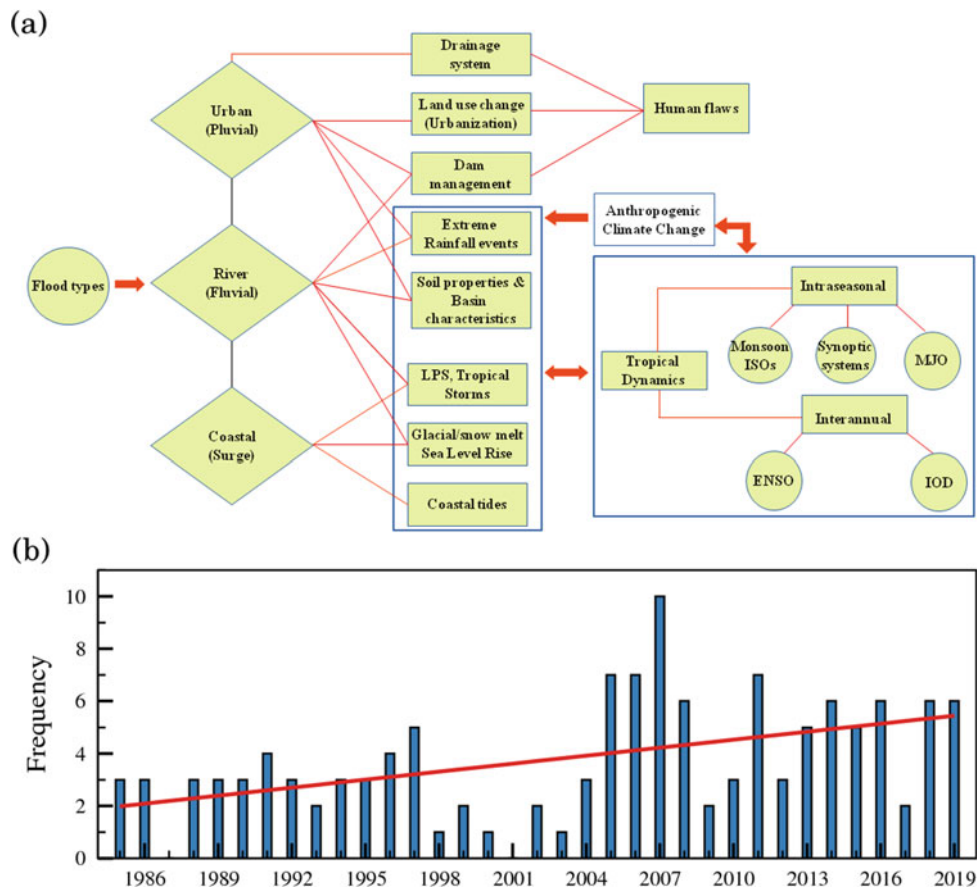 (a)
Drainage
system
Urban
(Pluvial)
Land use change
(Urbanization)
Human flaws
Dam
management
Extreme
Rainfall events
Anthropogenic
Climate Change
Flood types
River
(Fluvial)
Soil properties &
Basin
characteristics
Intraseasonal
Monsoon
ISOs
Synoptic
systems
MJO
Tropical
Dynamics
LPS, Tropical
Storms
Interannual
Coastal
(Surge)
Glacial/snow melt
Sea Level Rise
ENSO
IOD
Coastal tides
(b)
Frequency
10
8
6
4
2
0
1986 1989 1992 1995 1998 2001 2004 2007 2010 2013 2016 2019